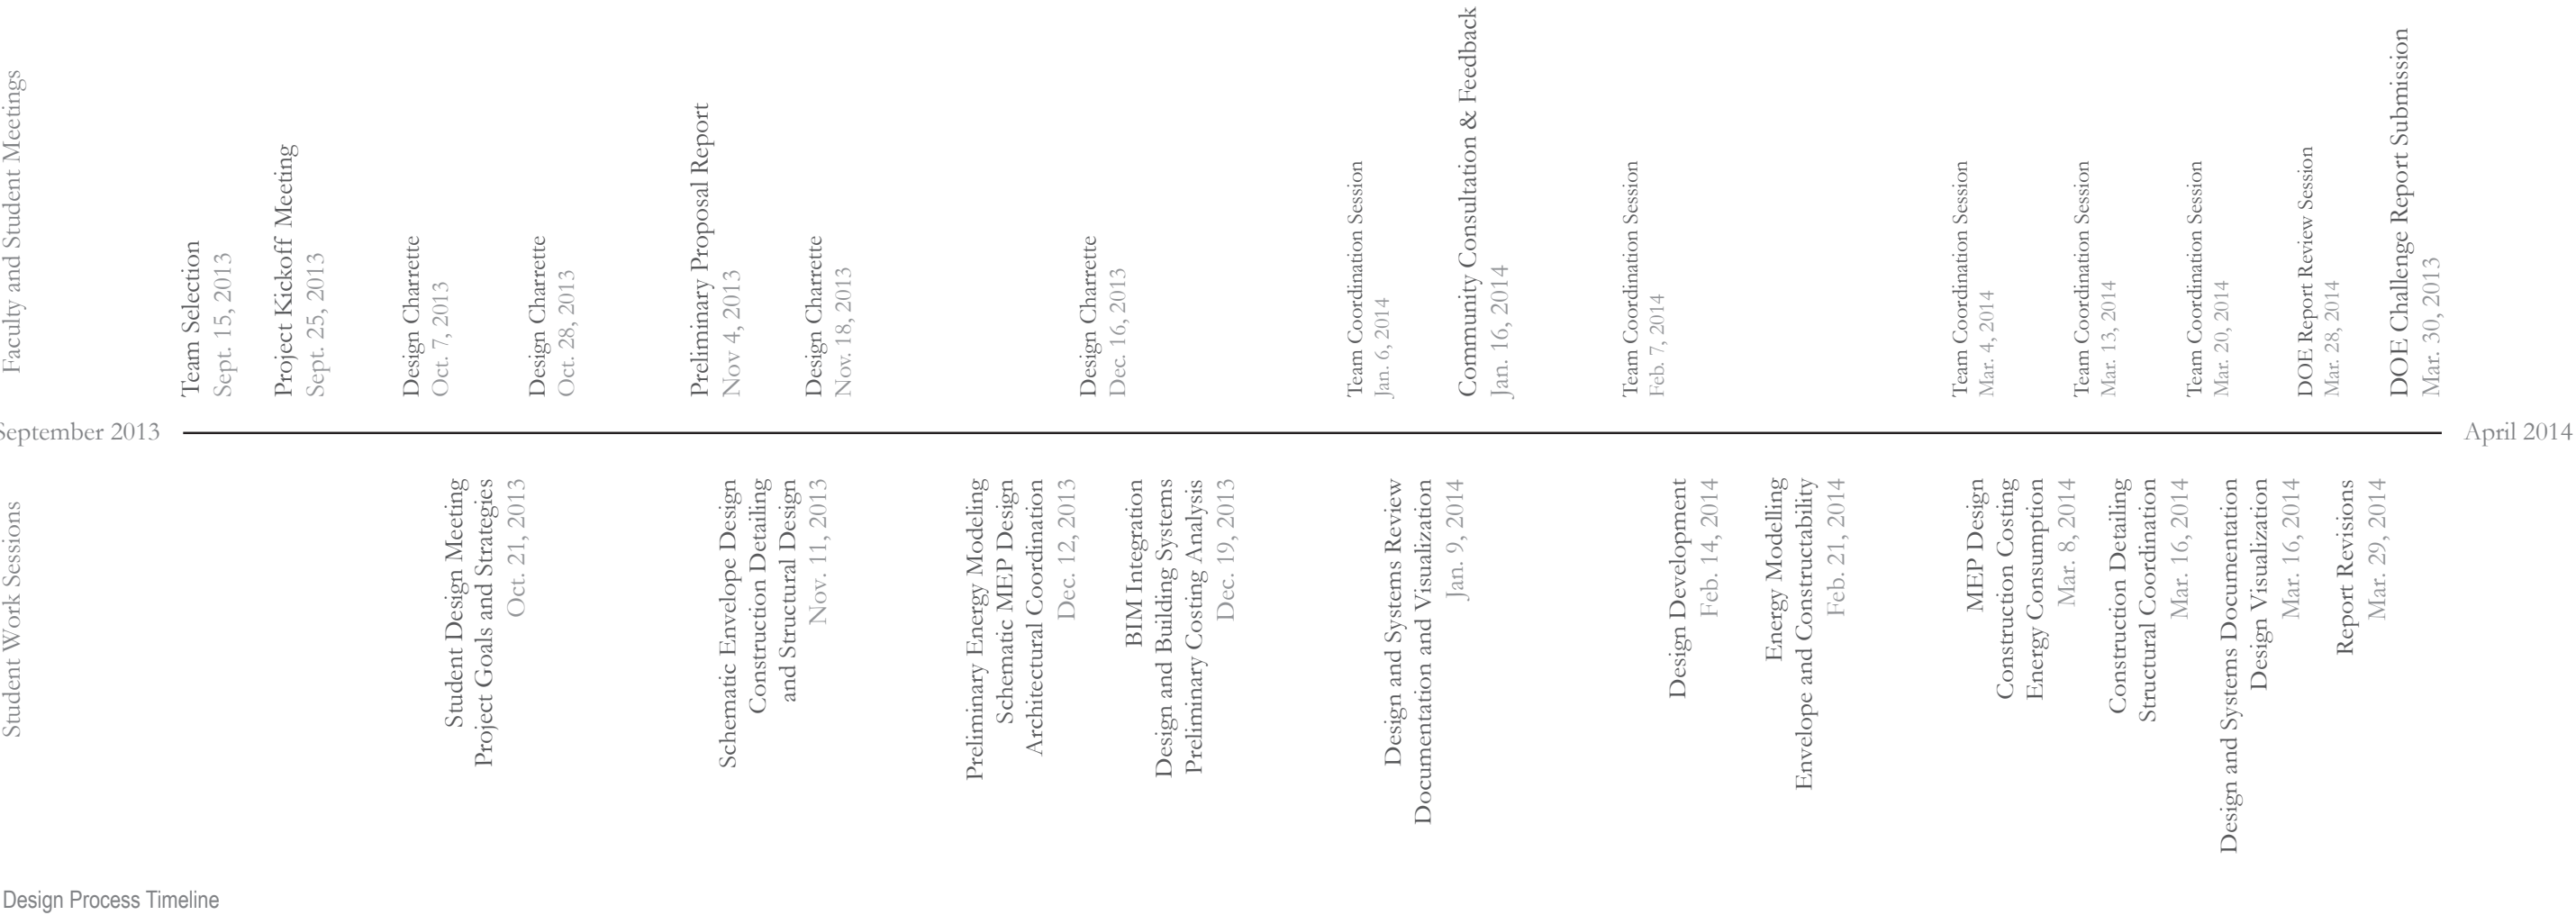 Faculty and Student Meetings
Team Selection
Sept. 15, 2013
Project Kickoff Meeting
Sept. 25, 2013
Design Charrette
Oct. 7, 2013
Design Charrette
Oct. 28, 2013
Preliminary Proposal Report
Nov 4, 2013
Design Charrette
Nov. 18, 2013
Design Charrette
Dec. 16, 2013
Team Coordination Session
Jan. 6, 2014
Community Consultation & Feedback
Jan. 16, 2014
Team Coordination Session
Feb. 7, 2014
Team Coordination Session
Mar. 4, 2014
Team Coordination Session
Mar. 13, 2014
Team Coordination Session
Mar. 20, 2014
DOE Report Review Session
Mar. 28, 2014
DOE Challenge Report Submission
Mar. 30, 2013
September 2013
April 2014
Student Work Sessions
Student Design Meeting
Project Goals and Strategies
Oct. 21, 2013
Schematic Envelope Design
Construction Detailing
and Structural Design
Nov. 11, 2013
Preliminary Energy Modeling
Schematic MEP Design
Architectural Coordination
Dec. 12, 2013
BIM Integration
Design and Building Systems
Preliminary Costing Analysis
Dec. 19, 2013
Design and Systems Review
Documentation and Visualization
Jan. 9, 2014
Design Development
Feb. 14, 2014
Energy Modelling
Envelope and Constructability
Feb. 21, 2014
MEP Design
Construction Costing
Energy Consumption
Mar. 8, 2014
Construction Detailing
Structural Coordination
Mar. 16, 2014
Design and Systems Documentation
Design Visualization
Mar. 16, 2014
Report Revisions
Mar. 29, 2014
Design Process Timeline